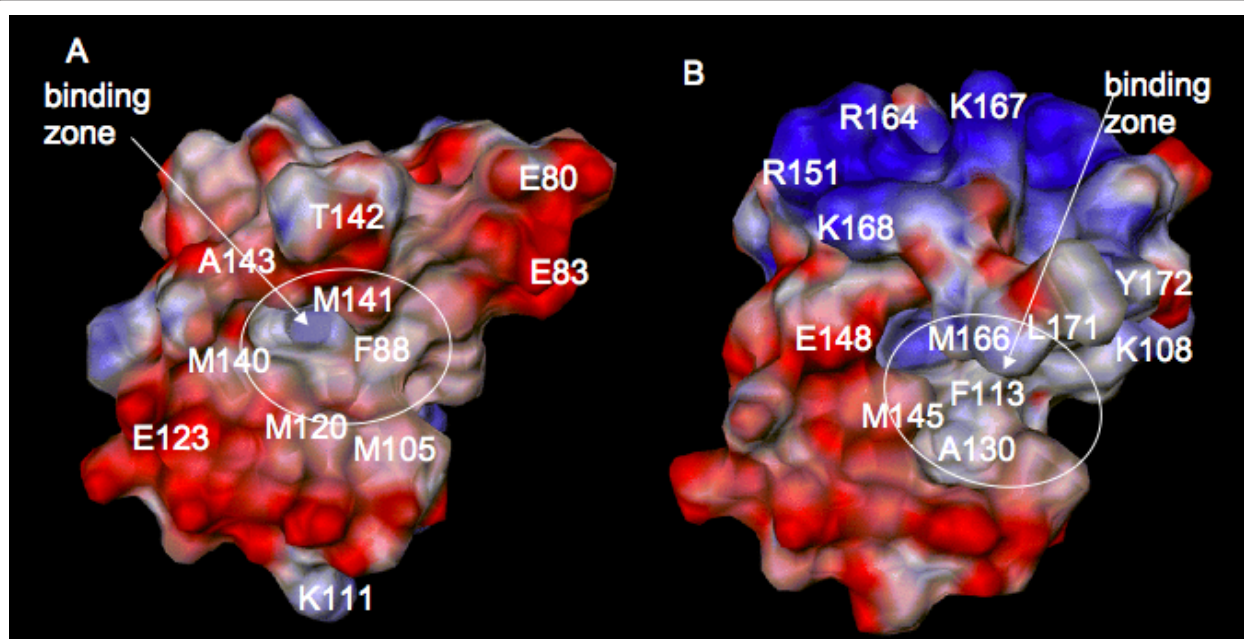 A
binding
zone
E80
T142
A143
E83
M141
M140
F88
M120
E123
M105
K111
B
binding
zone
R164
K167
R151
K168
Y172
E148
M166
L171
K108
F113
M145
A130